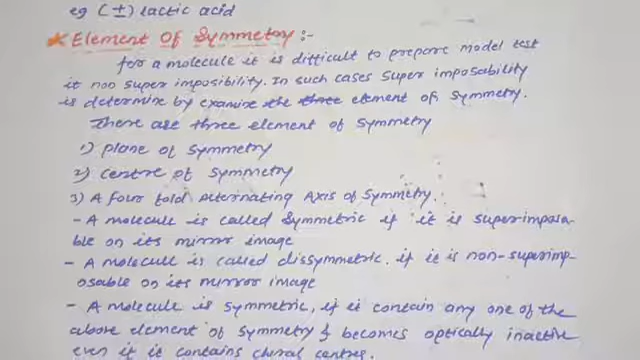 eg (±) lactic acid
* Element Of Symmetry :-
for a molecule it is difficult to prepare model test
it non super imposibility. In such cases super imposability
is determine by examine the three element of symmetry.
There are three element of symmetry
1) plane of symmetry
2) centre of symmetry
3) A four fold Alternating Axis of Symmetry.
- A molecule is called Symmetric if it is superimposa-
ble on its mirror image
- A molecule is called dissymmetric. if it is non-superimp-
osable on its mirror image
- A molecule is symmetric, if it contain any one of the
above element of symmetry & becomes optically inactive
even if it contains chiral centres.